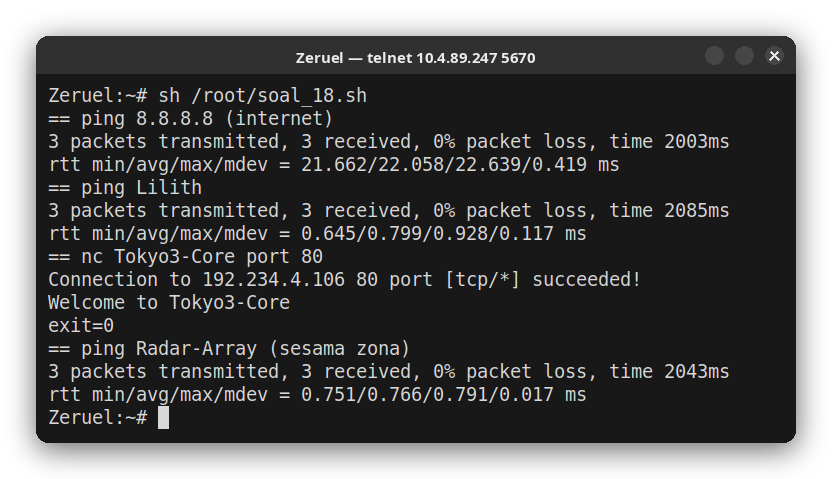 Zeruel — telnet 10.4.89.247 5670
Zeruel:~# sh /root/soal_18.sh
== ping 8.8.8.8 (internet)
3 packets transmitted, 3 received, 0% packet loss, time 2003ms
rtt min/avg/max/mdev = 21.662/22.058/22.639/0.419 ms
== ping Lilith
3 packets transmitted, 3 received, 0% packet loss, time 2085ms
rtt min/avg/max/mdev = 0.645/0.799/0.928/0.117 ms
== nc Tokyo3-Core port 80
Connection to 192.234.4.106 80 port [tcp/*] succeeded!
Welcome to Tokyo3-Core
exit=0
== ping Radar-Array (sesama zona)
3 packets transmitted, 3 received, 0% packet loss, time 2043ms
rtt min/avg/max/mdev = 0.751/0.766/0.791/0.017 ms
Zeruel:~#